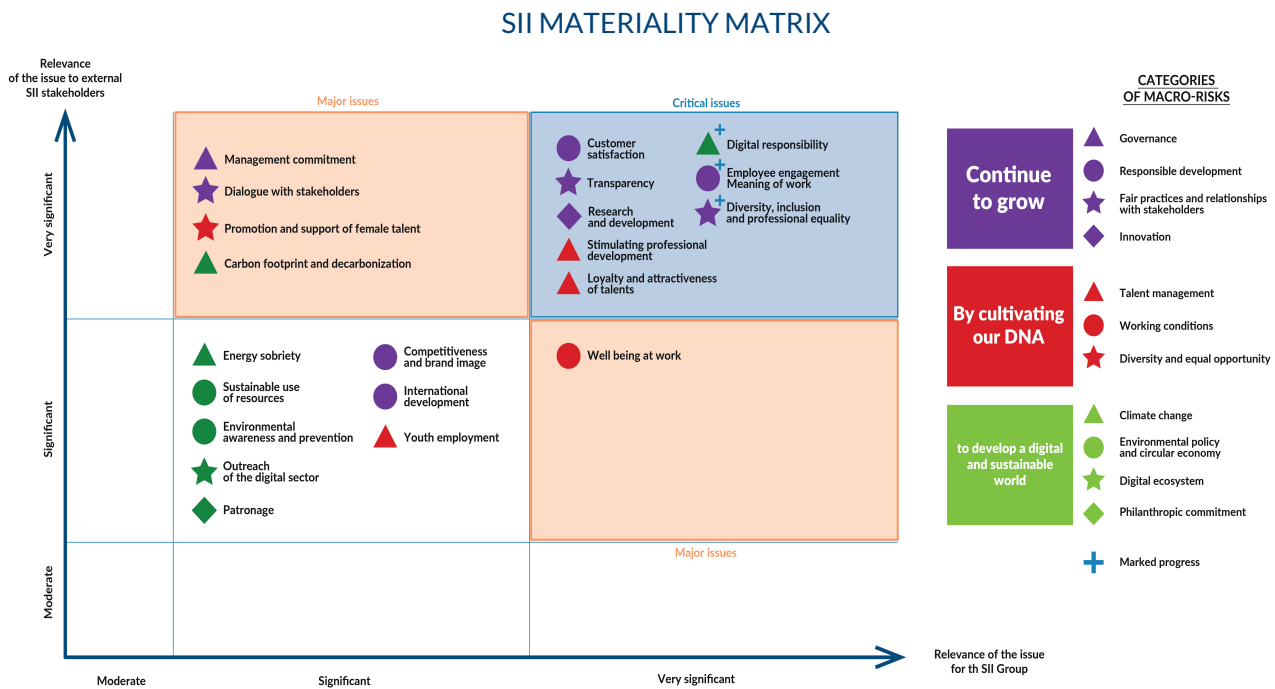 SII MATERIALITY MATRIX
Relevance
of the issue to external
SII stakeholders
Major issues
Critical issues
Very significant
Management commitment
Dialogue with stakeholders
Promotion and support of female talent
Carbon footprint and decarbonization
Customer
satisfaction
Transparency
Research
and development
Stimulating professional
development
Loyalty and attractiveness
of talents
Digital responsibility
Employee engagement
Meaning of work
Diversity, inclusion
and professional equality
Significant
Energy sobriety
Sustainable use
of resources
Environmental
awareness and prevention
Outreach
of the digital sector
Patronage
Competitiveness
and brand image
International
development
Youth employment
Well being at work
Major issues
Moderate
Moderate
Significant
Very significant
Relevance of the issue
for th SII Group
CATEGORIES
OF MACRO-RISKS
Continue
to grow
Governance
Responsible development
Fair practices and relationships
with stakeholders
Innovation
By cultivating
our DNA
Talent management
Working conditions
Diversity and equal opportunity
to develop a digital
and sustainable
world
Climate change
Environmental policy
and circular economy
Digital ecosystem
Philanthropic commitment
Marked progress